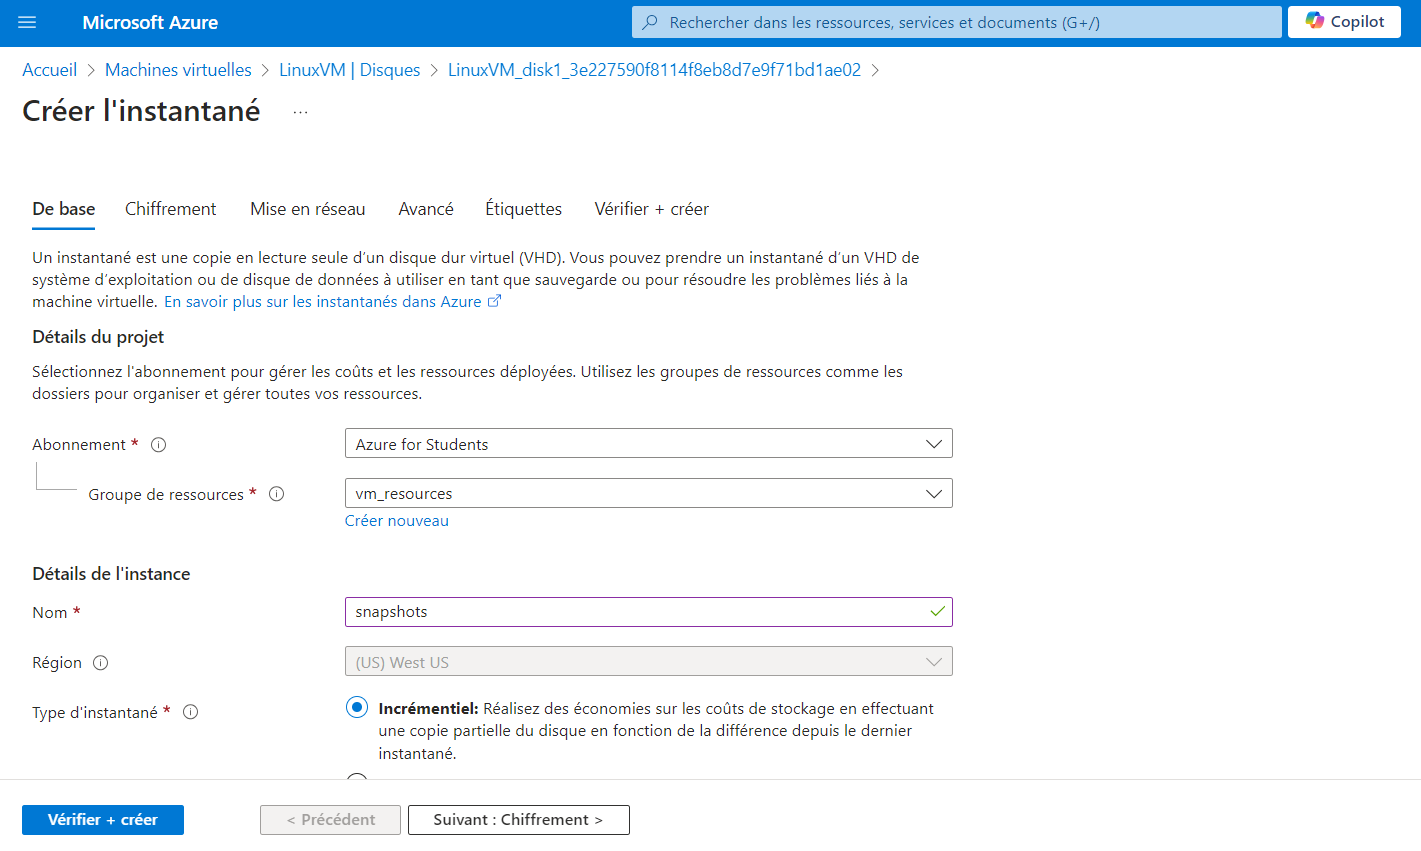 Microsoft Azure
Rechercher dans les ressources, services et documents (G+/)
Copilot
Accueil > Machines virtuelles > LinuxVM | Disques > LinuxVM_disk1_3e227590f8114f8eb8d7e9f71bd1ae02 >
Créer l'instantané ...
De base Chiffrement Mise en réseau Avancé Étiquettes Vérifier + créer
Un instantané est une copie en lecture seule d’un disque dur virtuel (VHD). Vous pouvez prendre un instantané d’un VHD de
système d’exploitation ou de disque de données à utiliser en tant que sauvegarde ou pour résoudre les problèmes liés à la
machine virtuelle. En savoir plus sur les instantanés dans Azure
Détails du projet
Sélectionnez l'abonnement pour gérer les coûts et les ressources déployées. Utilisez les groupes de ressources comme les
dossiers pour organiser et gérer toutes vos ressources.
Abonnement * Azure for Students
Groupe de ressources * vm_resources
Créer nouveau
Détails de l'instance
Nom * snapshots
Région (US) West US
Type d'instantané * Incrémentiel: Réalisez des économies sur les coûts de stockage en effectuant
une copie partielle du disque en fonction de la différence depuis le dernier
instantané.
Vérifier + créer
< Précédent
Suivant : Chiffrement >